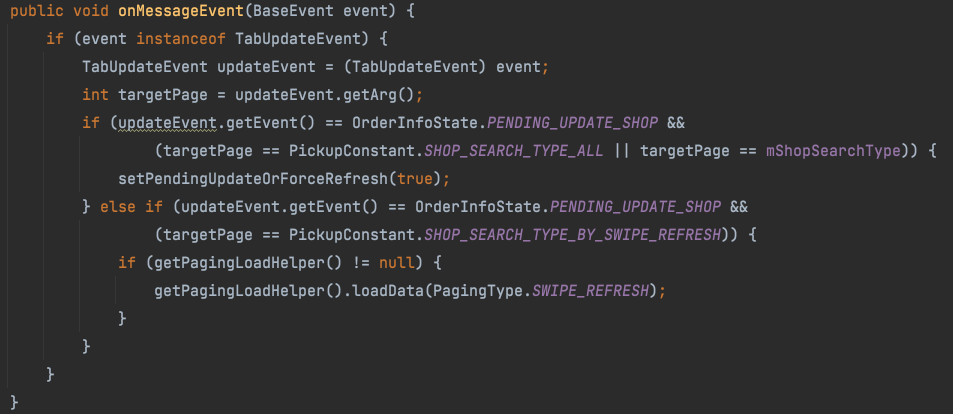 public void onMessageEvent(BaseEvent event) {
    if (event instanceof TabUpdateEvent) {
        TabUpdateEvent updateEvent = (TabUpdateEvent) event;
        int targetPage = updateEvent.getArg();
        if (updateEvent.getEvent() == OrderInfoState.PENDING_UPDATE_SHOP &&
                (targetPage == PickupConstant.SHOP_SEARCH_TYPE_ALL || targetPage == mShopSearchType)) {
            setPendingUpdateOrForceRefresh(true);
        } else if (updateEvent.getEvent() == OrderInfoState.PENDING_UPDATE_SHOP &&
                (targetPage == PickupConstant.SHOP_SEARCH_TYPE_BY_SWIPE_REFRESH)) {
            if (getPagingLoadHelper() != null) {
                getPagingLoadHelper().loadData(PagingType.SWIPE_REFRESH);
            }
        }
    }
}